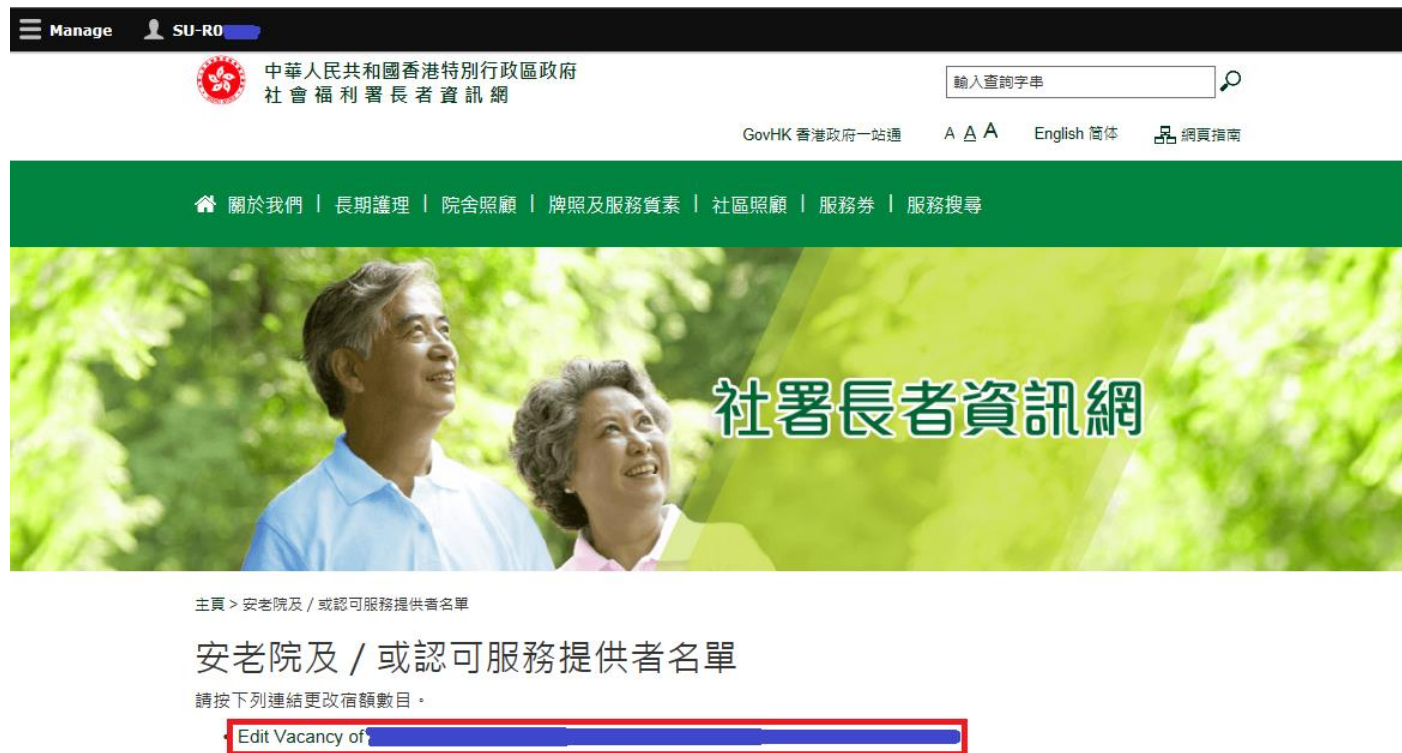 Manage SU-R0
中華人民共和國香港特別行政區政府
社會福利署長者資訊網
輸入查詢字串
GovHK 香港政府一站通 A A A English 简体 網頁指南
關於我們 | 長期護理 | 院舍照顧 | 牌照及服務質素 | 社區照顧 | 服務券 | 服務搜尋
社署長者資訊網
主頁 > 安老院及 / 或認可服務提供者名單
安老院及 / 或認可服務提供者名單
請按下列連結更改宿額數目。
• Edit Vacancy of